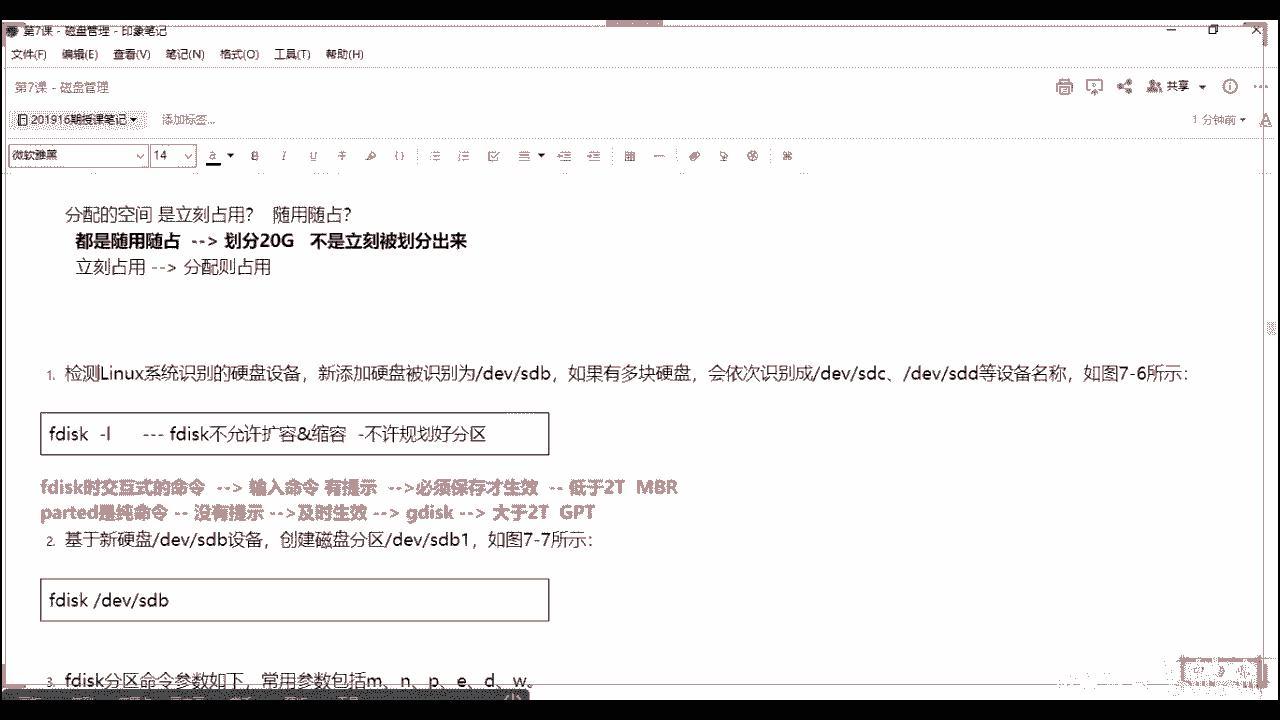 第7课 - 磁盘管理 - 印象笔记
文件(F) 编辑(E) 查看(V) 笔记(N) 格式(O) 工具(T) 帮助(H)
第7课 - 磁盘管理
共享
201916期授课笔记 添加标签...
1 分钟前
微软雅黑 14
分配的空间 是立刻占用？ 随用随占？
都是随用随占 --> 划分20G 不是立刻被划分出来
立刻占用 --> 分配则占用
1. 检测Linux系统识别的硬盘设备，新添加硬盘被识别为/dev/sdb，如果有多块硬盘，会依次识别成/dev/sdc、/dev/sdd等设备名称，如图7-6所示：
fdisk -l --- fdisk不允许扩容&缩容 -不许规划好分区
fdisk时交互式的命令 --> 输入命令 有提示 -->必须保存才生效 -- 低于2T MBR
parted是纯命令 -- 没有提示 -->及时生效 --> gdisk --> 大于2T GPT
2. 基于新硬盘/dev/sdb设备，创建磁盘分区/dev/sdb1，如图7-7所示：
fdisk /dev/sdb
3. fdisk分区命令参数如下，常用参数包括m、n、p、e、d、w。